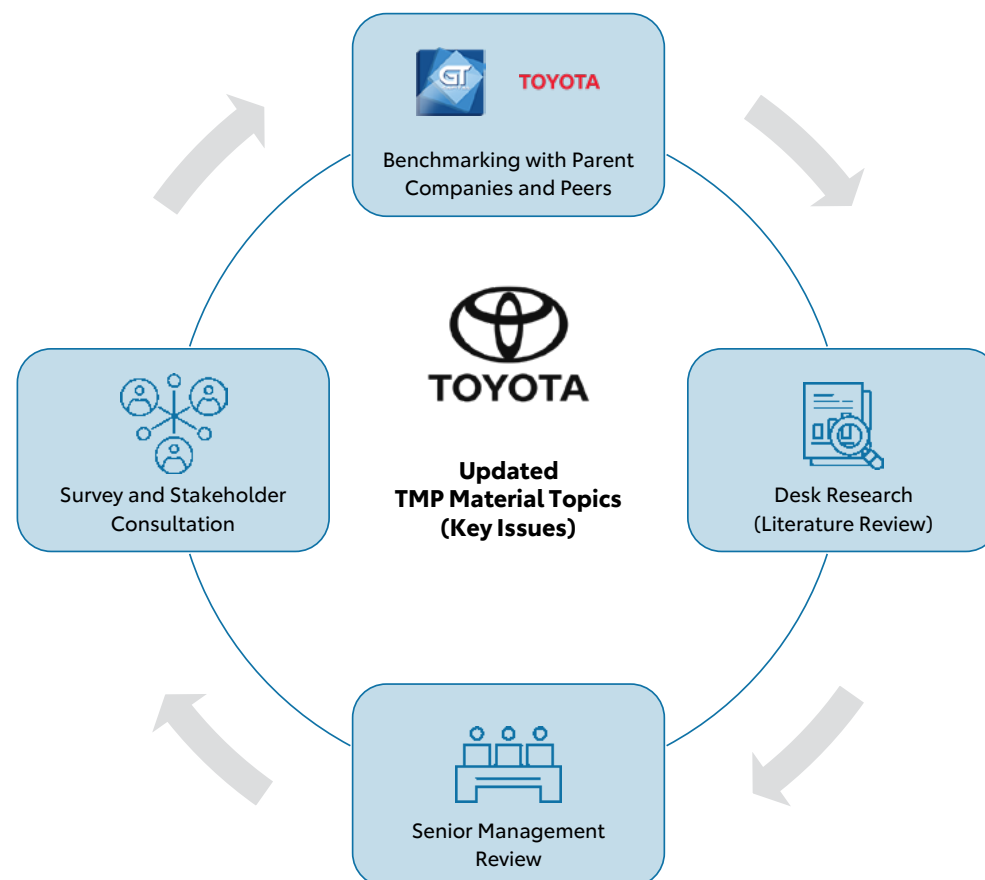 GT
TOYOTA
Benchmarking with Parent
Companies and Peers
TOYOTA
Updated
TMP Material Topics
(Key Issues)
Survey and Stakeholder
Consultation
Desk Research
(Literature Review)
Senior Management
Review